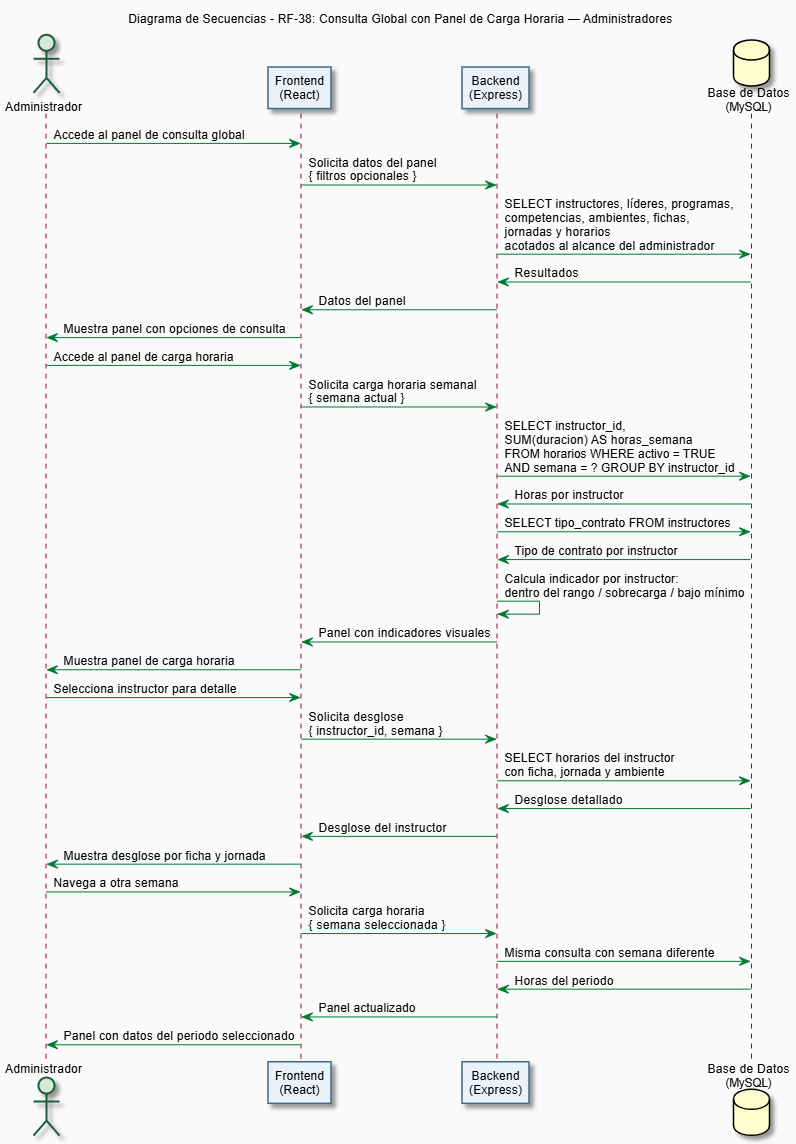 Diagrama de Secuencias - RF-38: Consulta Global con Panel de Carga Horaria — Administradores
Administrador
Frontend
(React)
Backend
(Express)
Base de Datos
(MySQL)
Accede al panel de consulta global
Solicita datos del panel
{ filtros opcionales }
SELECT instructores, líderes, programas,
competencias, ambientes, fichas,
jornadas y horarios
acotados al alcance del administrador
Resultados
Datos del panel
Muestra panel con opciones de consulta
Accede al panel de carga horaria
Solicita carga horaria semanal
{ semana actual }
SELECT instructor_id,
SUM(duracion) AS horas_semana
FROM horarios WHERE activo = TRUE
AND semana = ? GROUP BY instructor_id
Horas por instructor
SELECT tipo_contrato FROM instructores
Tipo de contrato por instructor
Calcula indicador por instructor:
dentro del rango / sobrecarga / bajo mínimo
Panel con indicadores visuales
Muestra panel de carga horaria
Selecciona instructor para detalle
Solicita desglose
{ instructor_id, semana }
SELECT horarios del instructor
con ficha, jornada y ambiente
Desglose detallado
Desglose del instructor
Muestra desglose por ficha y jornada
Navega a otra semana
Solicita carga horaria
{ semana seleccionada }
Misma consulta con semana diferente
Horas del periodo
Panel actualizado
Panel con datos del periodo seleccionado
Administrador
Frontend
(React)
Backend
(Express)
Base de Datos
(MySQL)